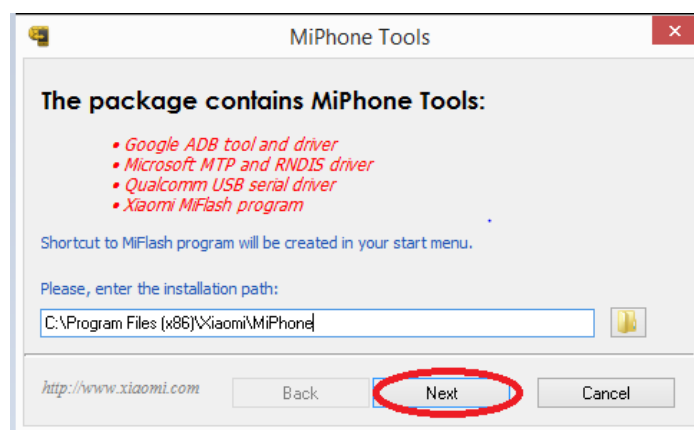 MiPhone Tools
The package contains MiPhone Tools:
• Google ADB tool and driver
• Microsoft MTP and RNDIS driver
• Qualcomm USB serial driver
• Xiaomi MiFlash program
Shortcut to MiFlash program will be created in your start menu.
Please, enter the installation path:
C:\Program Files (x86)\Xiaomi\MiPhone
http://www.xiaomi.com Back Next Cancel